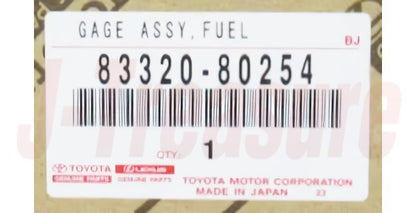 GAGE ASSY, FUEL
BJ
83320-80254
QTY: 1
TOYOTA LEXUS
GENUINE PARTS GENUINE PARTS
TOYOTA MOTOR CORPORATION
MADE IN JAPAN 23
J-Treasure